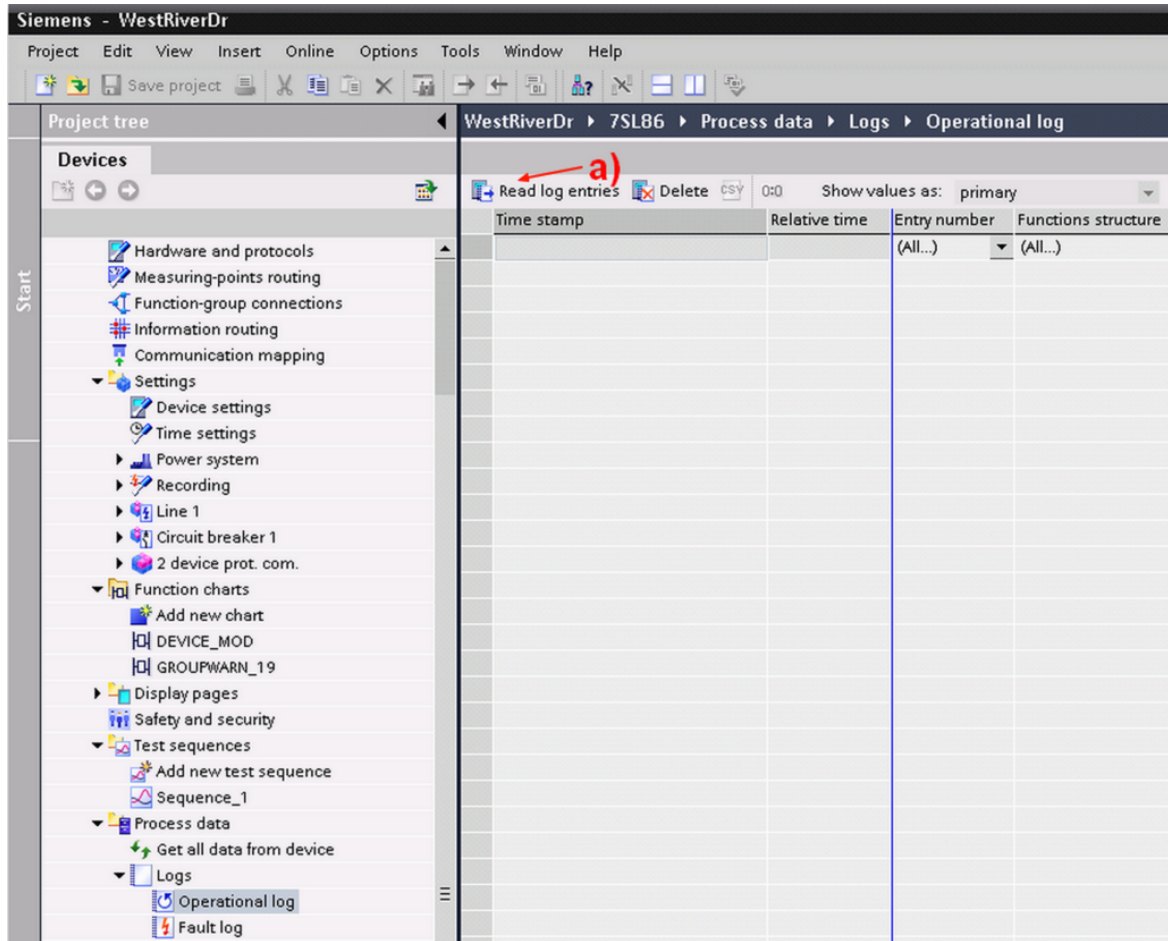 Siemens - WestRiverDr
Project Edit View Insert Online Options Tools Window Help
Save project
Project tree
WestRiverDr ▸ 7SL86 ▸ Process data ▸ Logs ▸ Operational log
Devices
a)
Read log entries Delete CSV 0:0 Show values as: primary
Time stamp Relative time Entry number Functions structure
(All...) (All...)
Start
Hardware and protocols
Measuring-points routing
Function-group connections
Information routing
Communication mapping
Settings
Device settings
Time settings
Power system
Recording
Line 1
Circuit breaker 1
2 device prot. com.
Function charts
Add new chart
DEVICE_MOD
GROUPWARN_19
Display pages
Safety and security
Test sequences
Add new test sequence
Sequence_1
Process data
Get all data from device
Logs
Operational log
Fault log